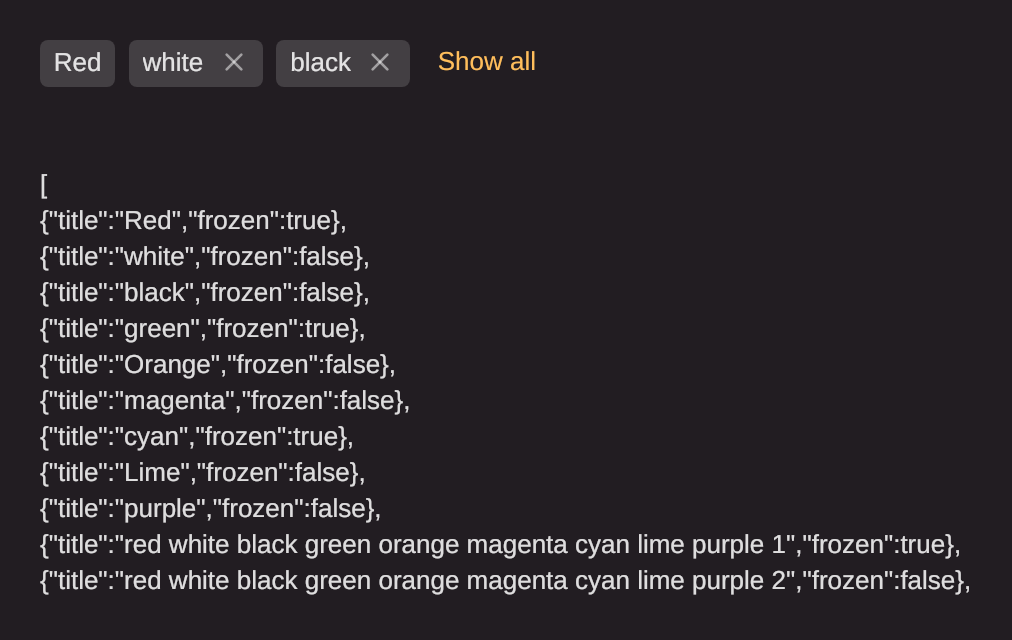 Red white black Show all
[
{"title":"Red","frozen":true},
{"title":"white","frozen":false},
{"title":"black","frozen":false},
{"title":"green","frozen":true},
{"title":"Orange","frozen":false},
{"title":"magenta","frozen":false},
{"title":"cyan","frozen":true},
{"title":"Lime","frozen":false},
{"title":"purple","frozen":false},
{"title":"red white black green orange magenta cyan lime purple 1","frozen":true},
{"title":"red white black green orange magenta cyan lime purple 2","frozen":false},